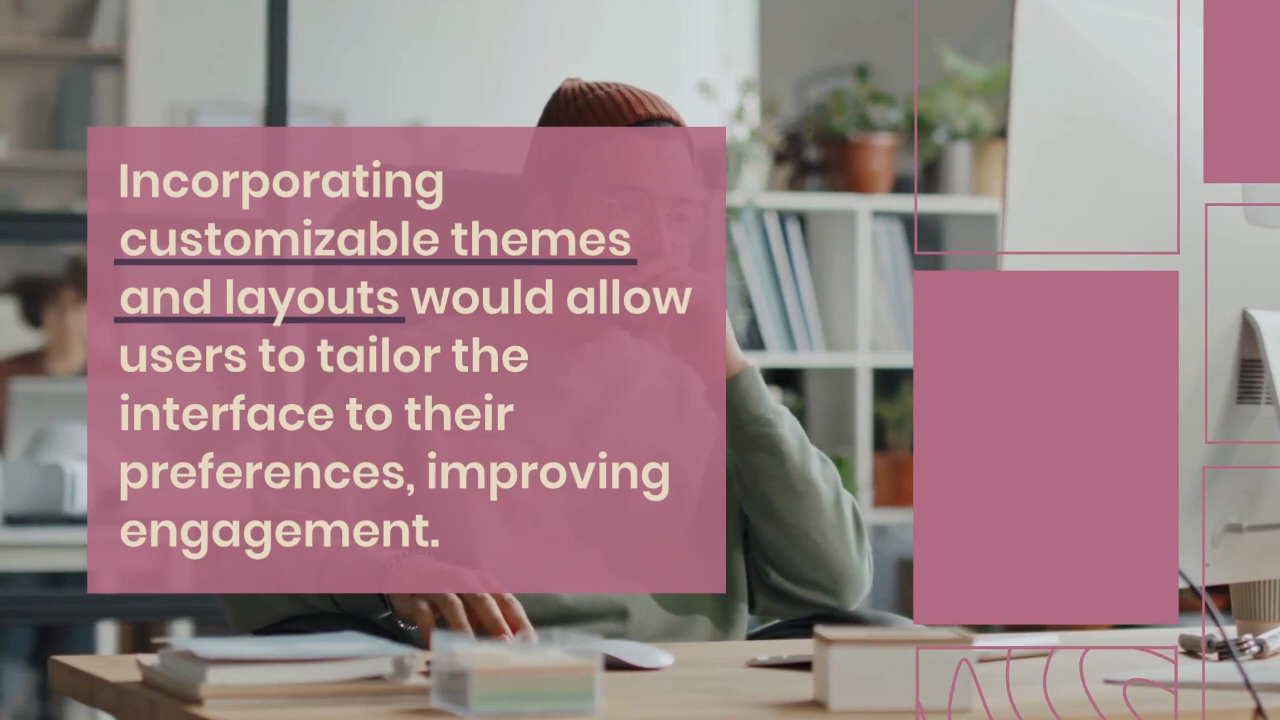 Incorporating
customizable themes
and layouts would allow
users to tailor the
interface to their
preferences, improving
engagement.